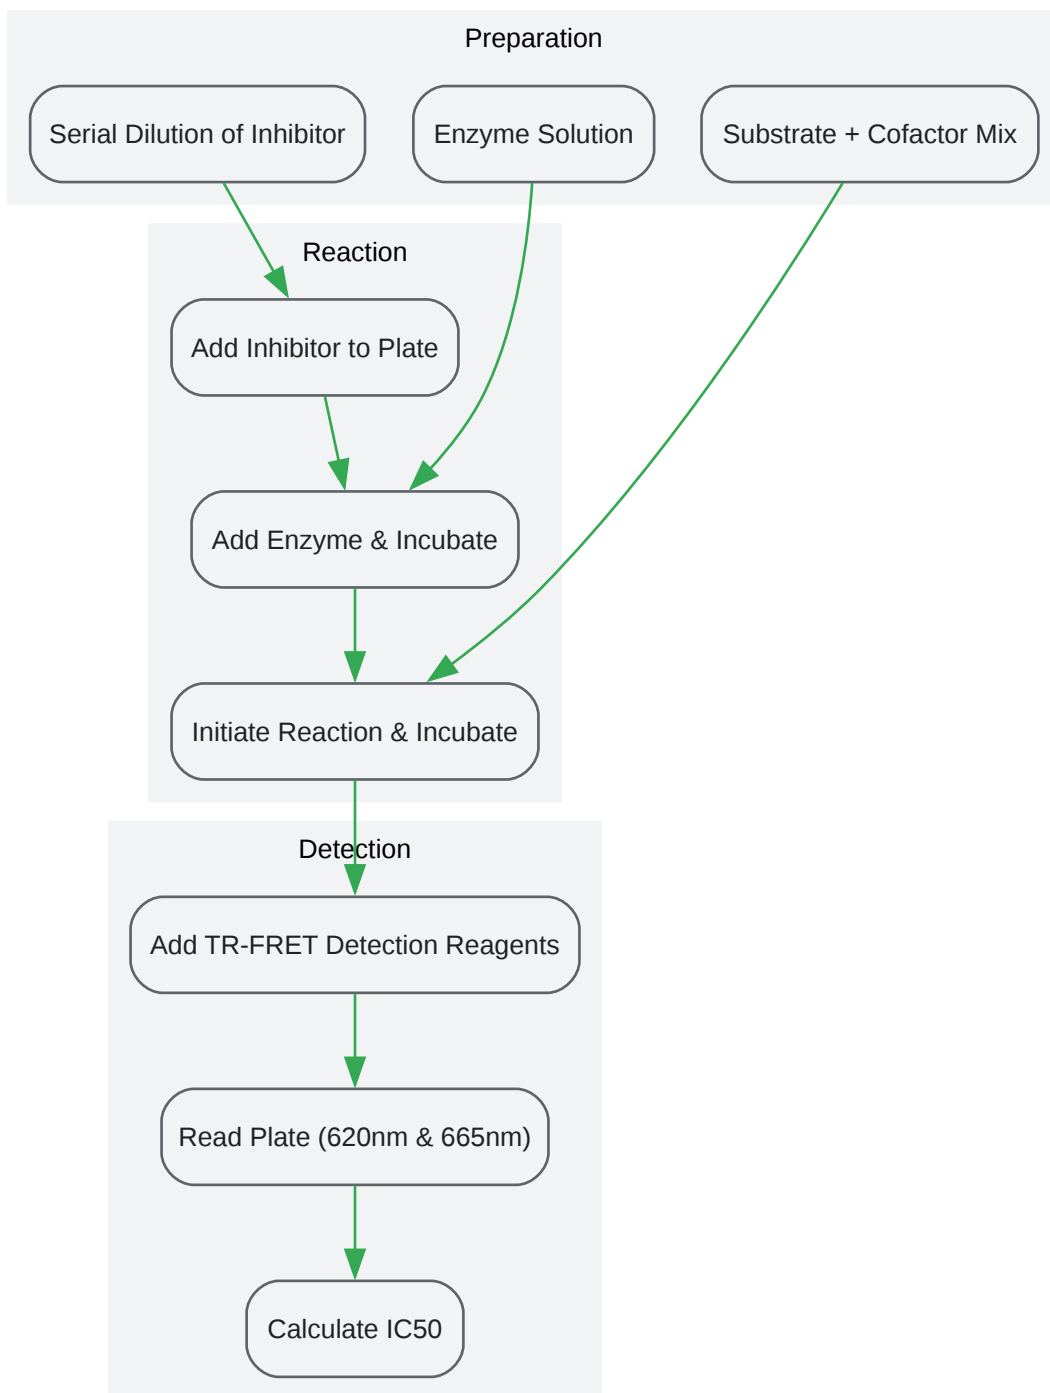 Preparation
Serial Dilution of Inhibitor
Enzyme Solution
Substrate + Cofactor Mix
Reaction
Add Inhibitor to Plate
Add Enzyme & Incubate
Initiate Reaction & Incubate
Detection
Add TR-FRET Detection Reagents
Read Plate (620nm & 665nm)
Calculate IC50